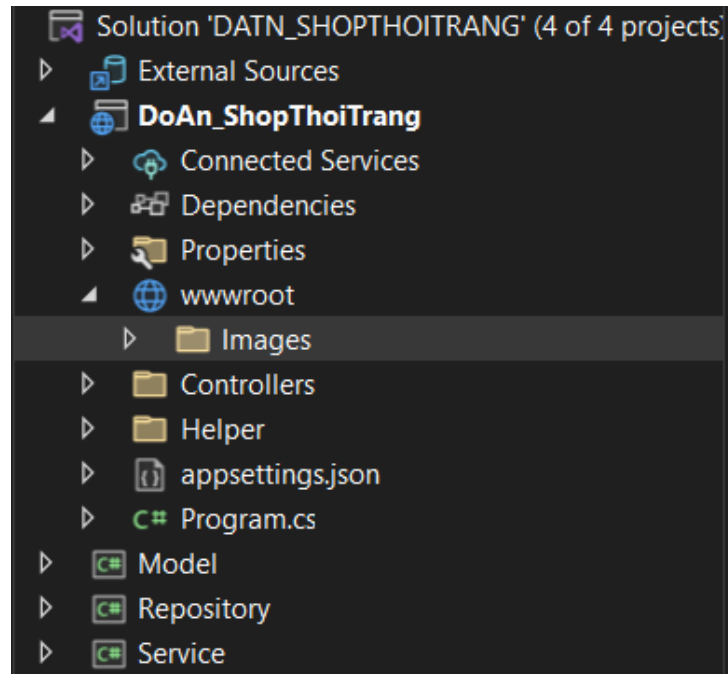 Solution 'DATN_SHOPTHOITRANG' (4 of 4 projects)
External Sources
DoAn_ShopThoiTrang
Connected Services
Dependencies
Properties
wwwroot
Images
Controllers
Helper
appsettings.json
C# Program.cs
C# Model
C# Repository
C# Service